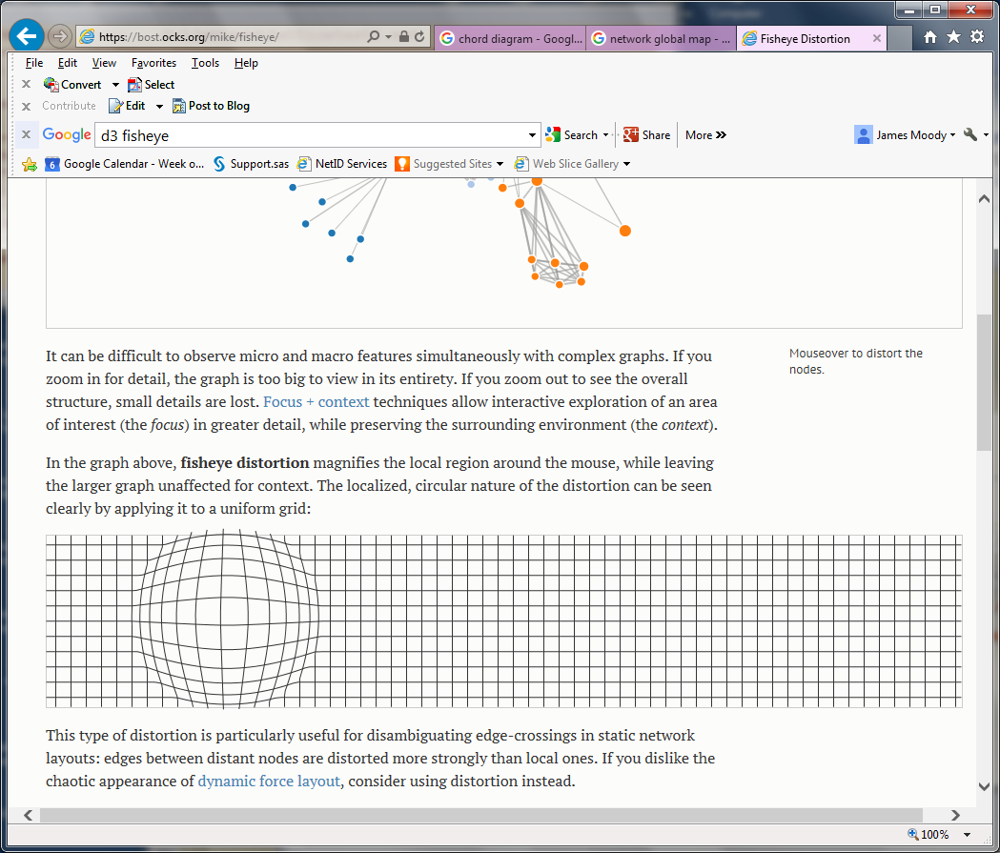 Computer
https://bost.ocks.org/mike/fisheye/
chord diagram - Googl...
network global map - ...
Fisheye Distortion
File Edit View Favorites Tools Help
x Convert Select
x Contribute Edit Post to Blog
x Google d3 fisheye Search Share More » James Moody
6 Google Calendar - Week o... Support.sas NetID Services Suggested Sites Web Slice Gallery
It can be difficult to observe micro and macro features simultaneously with complex graphs. If you
zoom in for detail, the graph is too big to view in its entirety. If you zoom out to see the overall
structure, small details are lost. Focus + context techniques allow interactive exploration of an area
of interest (the focus) in greater detail, while preserving the surrounding environment (the context).
Mouseover to distort the
nodes.
In the graph above, fisheye distortion magnifies the local region around the mouse, while leaving
the larger graph unaffected for context. The localized, circular nature of the distortion can be seen
clearly by applying it to a uniform grid:
This type of distortion is particularly useful for disambiguating edge-crossings in static network
layouts: edges between distant nodes are distorted more strongly than local ones. If you dislike the
chaotic appearance of dynamic force layout, consider using distortion instead.
100%